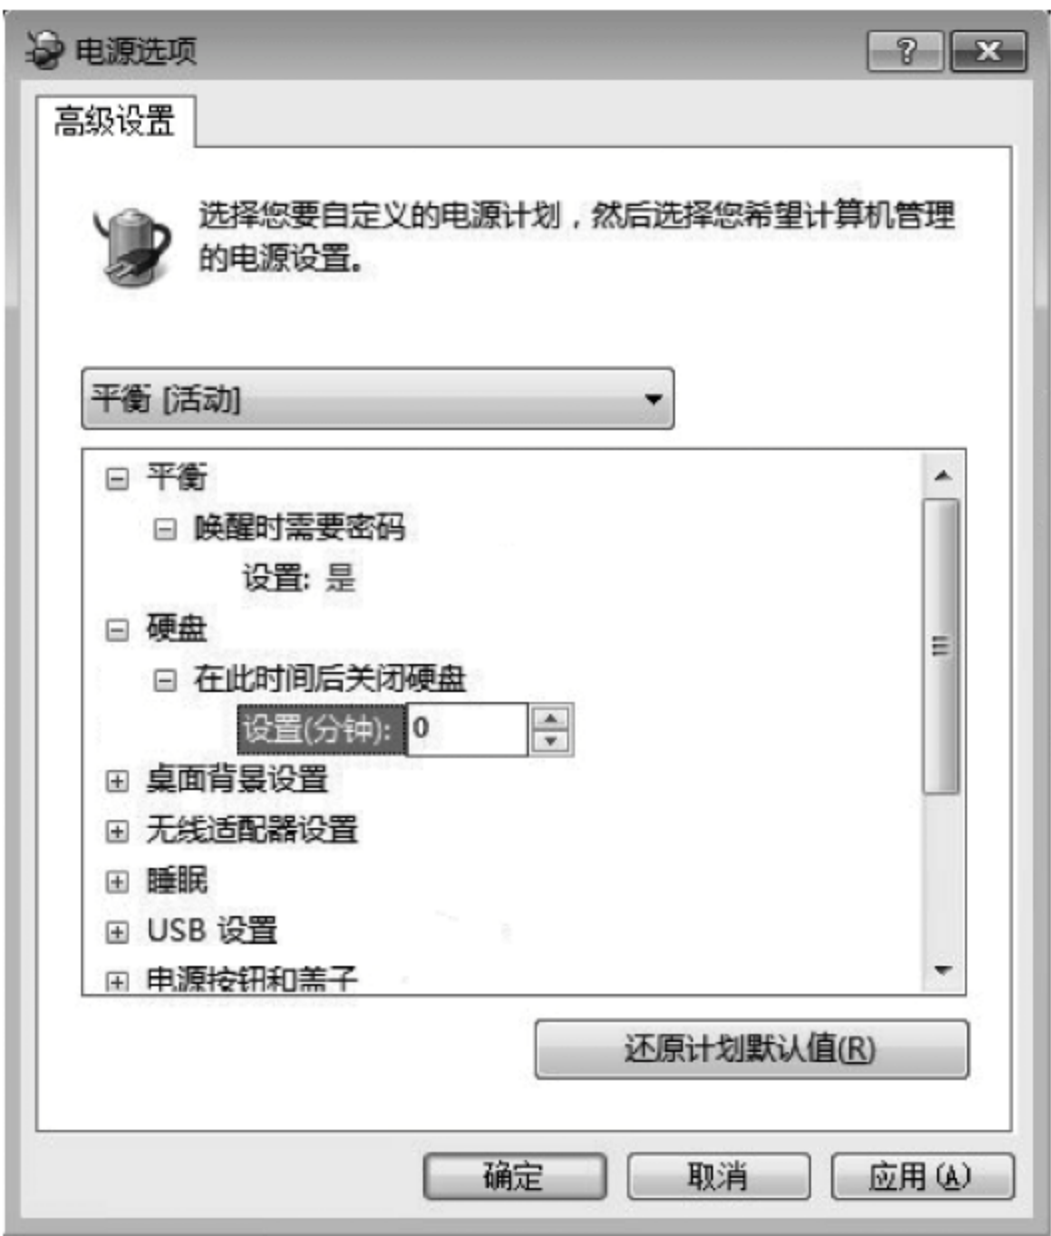 电源选项
?
高级设置
选择您要自定义的电源计划，然后选择您希望计算机管理
的电源设置。
平衡 [活动]
平衡
唤醒时需要密码
设置: 是
硬盘
在此时间后关闭硬盘
设置(分钟): 0
桌面背景设置
无线适配器设置
睡眠
USB 设置
电源按钮和盖子
还原计划默认值(R)
确定 取消 应用(A)